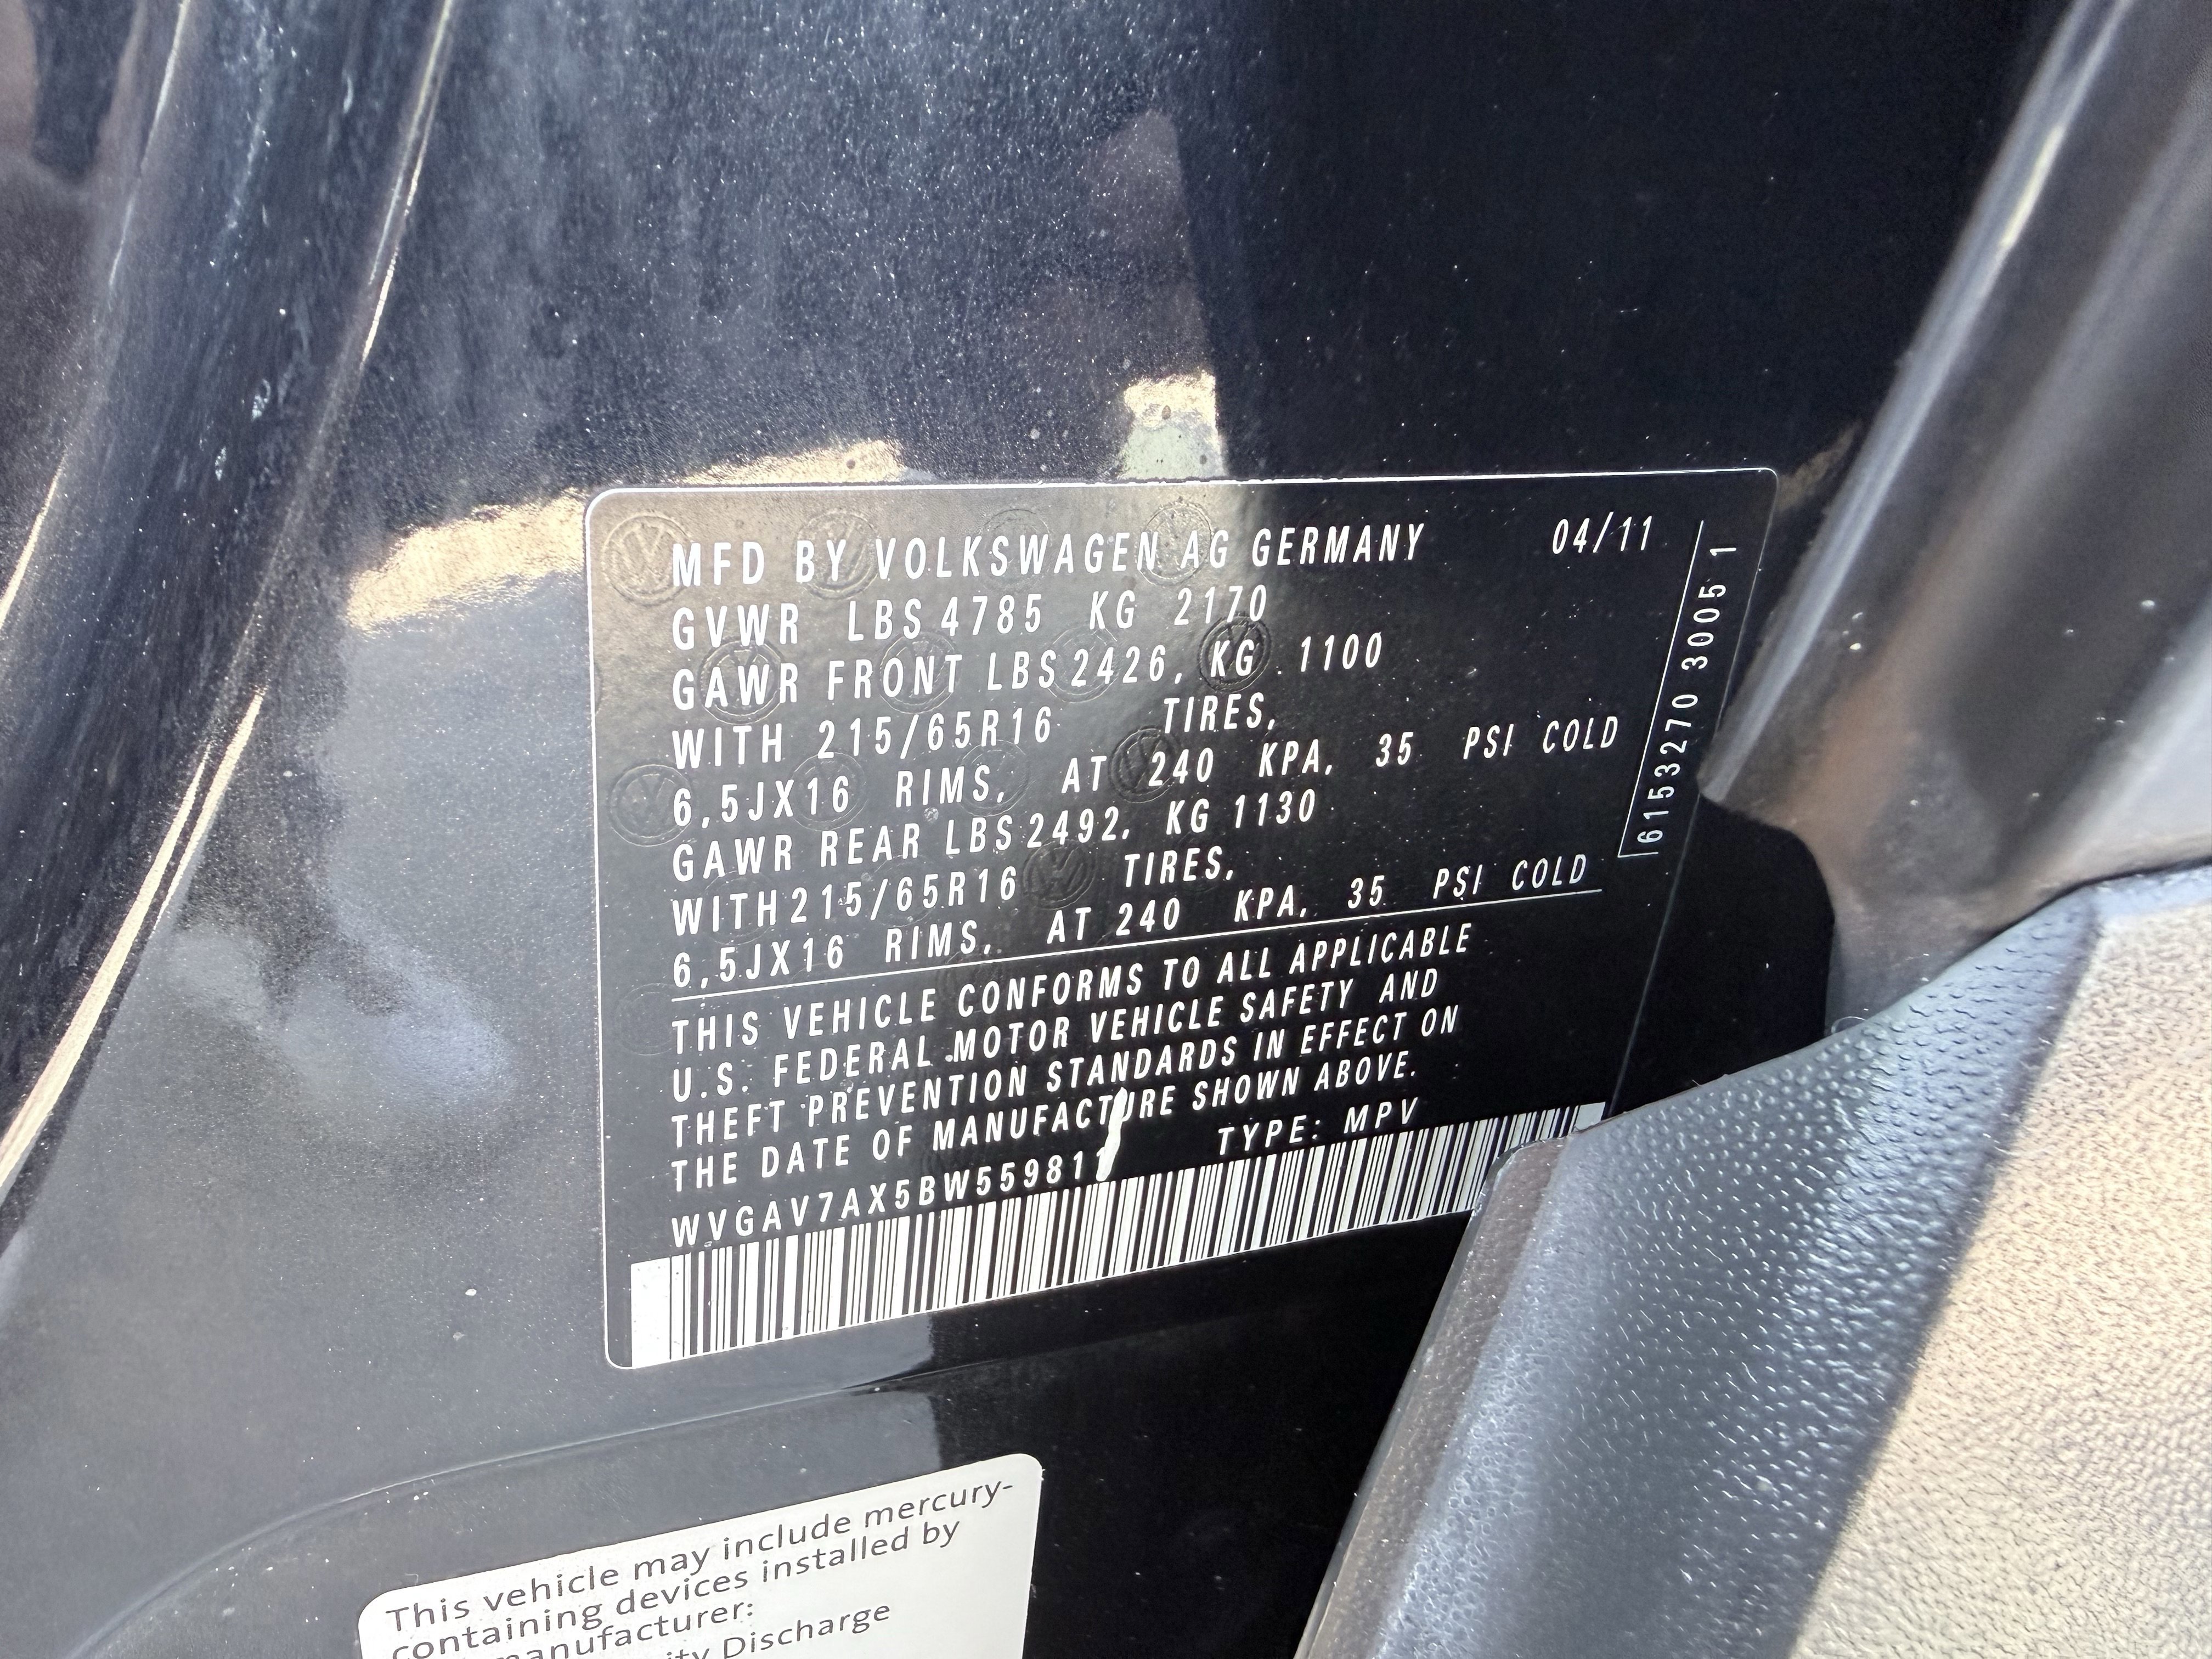 MFD BY VOLKSWAGEN AG GERMANY 04/11
GVWR LBS 4785 KG 2170
GAWR FRONT LBS 2426, KG 1100
WITH 215/65R16 TIRES,
6,5JX16 RIMS, AT 240 KPA, 35 PSI COLD
GAWR REAR LBS 2492, KG 1130
WITH 215/65R16 TIRES,
6,5JX16 RIMS, AT 240 KPA, 35 PSI COLD
THIS VEHICLE CONFORMS TO ALL APPLICABLE
U.S. FEDERAL MOTOR VEHICLE SAFETY AND
THEFT PREVENTION STANDARDS IN EFFECT ON
THE DATE OF MANUFACTURE SHOWN ABOVE.
WVGAV7AX5BW559811 TYPE: MPV
6153270 3005 1
This vehicle may include mercury-
containing devices installed by
manufacturer:
Discharge